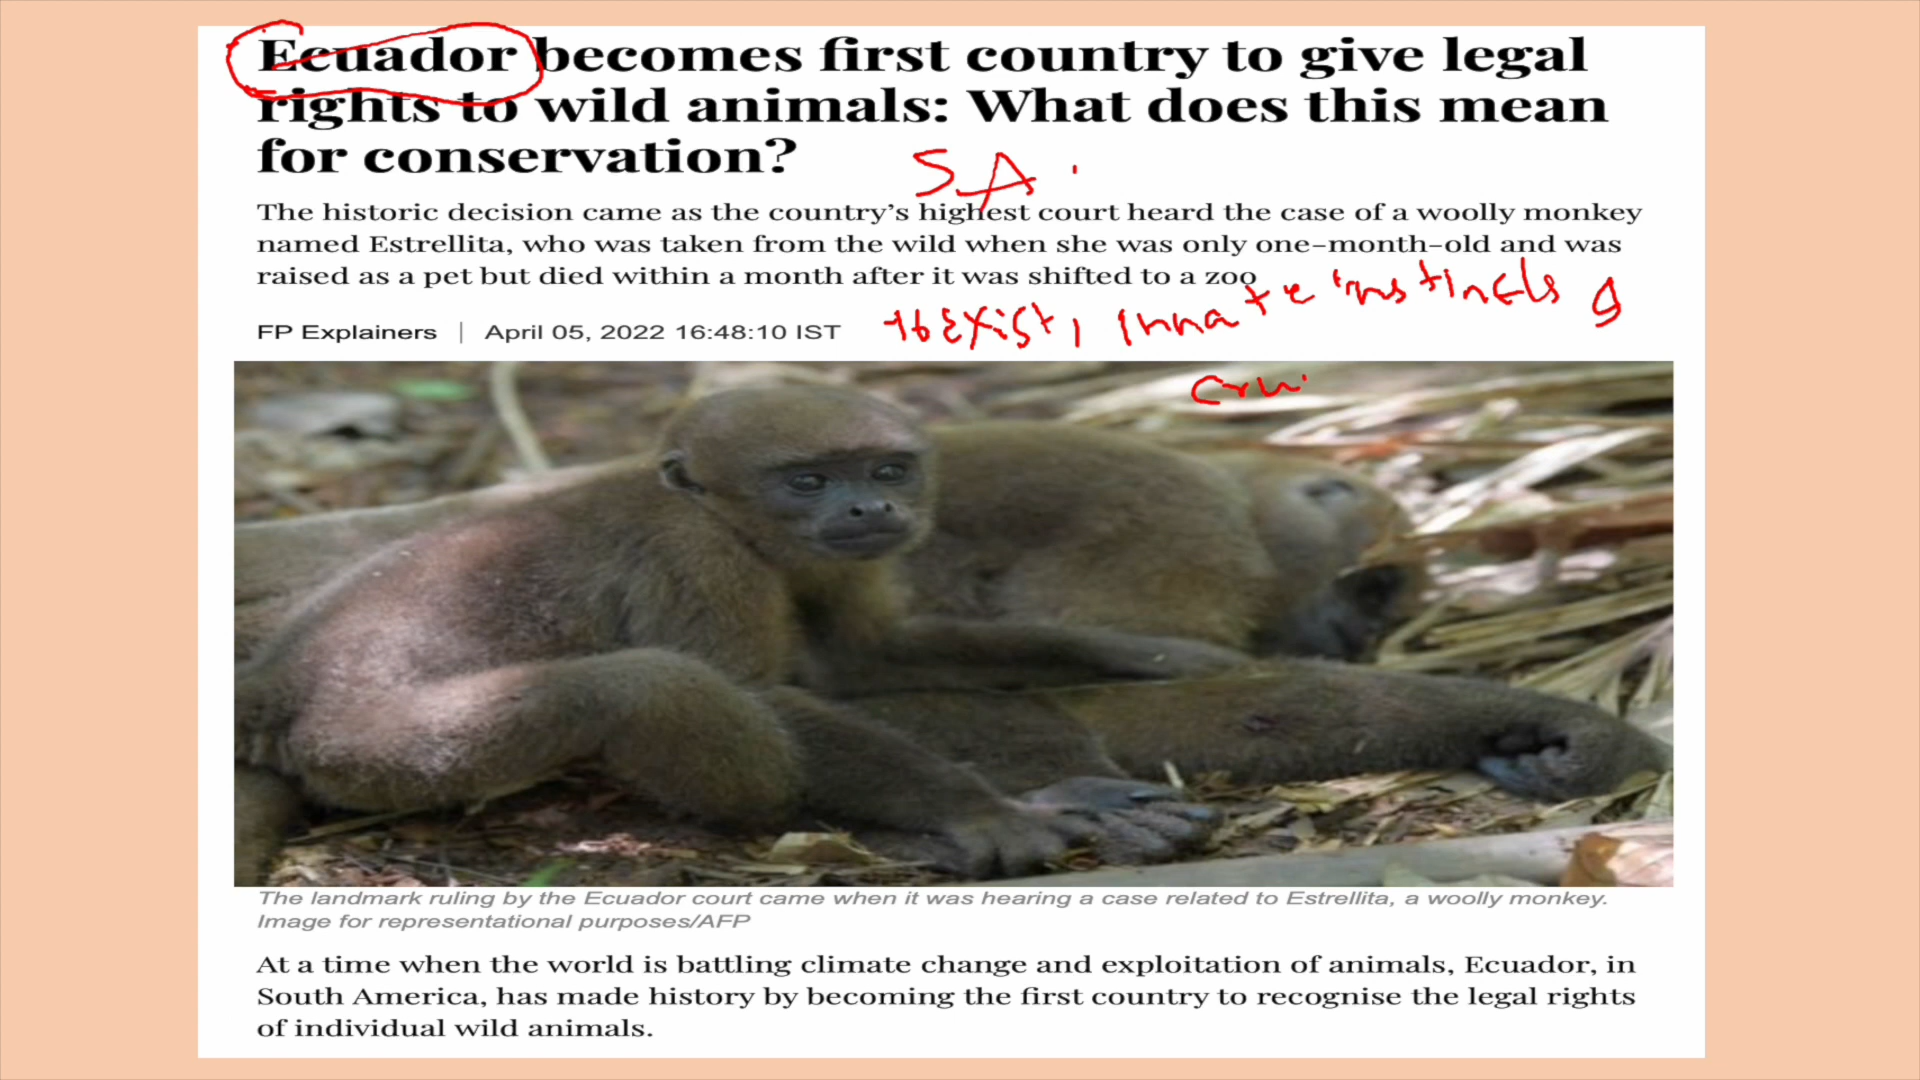 Ecuador becomes first country to give legal
rights to wild animals: What does this mean
for conservation?
SA
The historic decision came as the country's highest court heard the case of a woolly monkey
named Estrellita, who was taken from the wild when she was only one-month-old and was
raised as a pet but died within a month after it was shifted to a zoo
Exist, Innate instincts
FP Explainers | April 05, 2022 16:48:10 IST
The landmark ruling by the Ecuador court came when it was hearing a case related to Estrellita, a woolly monkey.
Image for representational purposes/AFP
At a time when the world is battling climate change and exploitation of animals, Ecuador, in
South America, has made history by becoming the first country to recognise the legal rights
of individual wild animals.